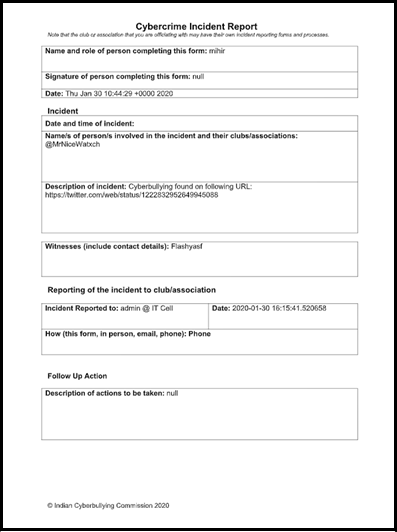 Cybercrime Incident Report
Note that the club or association that you are officiating with may have their own incident reporting forms and processes.
Name and role of person completing this form: mihir
Signature of person completing this form: null
Date: Thu Jan 30 10:44:29 +0000 2020
Incident
Date and time of incident:
Name/s of person/s involved in the incident and their clubs/associations:
@MrNiceWatxch
Description of incident: Cyberbullying found on following URL:
https://twitter.com/web/status/1222832952649945088
Witnesses (include contact details): Flashyasf
Reporting of the incident to club/association
Incident Reported to: admin @ IT Cell
Date: 2020-01-30 16:15:41.520658
How (this form, in person, email, phone): Phone
Follow Up Action
Description of actions to be taken: null
© Indian Cyberbullying Commission 2020